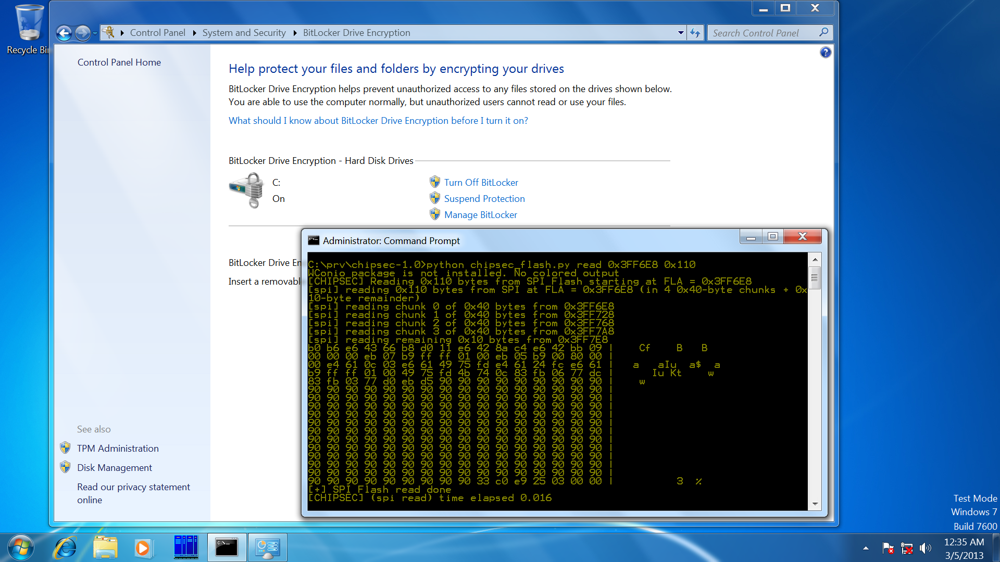 Recycle Bin
Control Panel
System and Security
BitLocker Drive Encryption
Search Control Panel
Control Panel Home
Help protect your files and folders by encrypting your drives
BitLocker Drive Encryption helps prevent unauthorized access to any files stored on the drives shown below.
You are able to use the computer normally, but unauthorized users cannot read or use your files.
What should I know about BitLocker Drive Encryption before I turn it on?
BitLocker Drive Encryption - Hard Disk Drives
C:
On
Turn Off BitLocker
Suspend Protection
Manage BitLocker
BitLocker Drive En
Insert a removabl
See also
TPM Administration
Disk Management
Read our privacy statement
online
Administrator: Command Prompt
C:\prv\chipsec-1.0>python chipsec_flash.py read 0x3FF6E8 0x110
WConio package is not installed. No colored output
[CHIPSEC] Reading 0x110 bytes from SPI Flash starting at FLA = 0x3FF6E8
[spi] reading 0x110 bytes from SPI at FLA = 0x3FF6E8 (in 4 0x40-byte chunks + 0x
10-byte remainder)
[spi] reading chunk 0 of 0x40 bytes from 0x3FF6E8
[spi] reading chunk 1 of 0x40 bytes from 0x3FF728
[spi] reading chunk 2 of 0x40 bytes from 0x3FF768
[spi] reading chunk 3 of 0x40 bytes from 0x3FF7A8
[spi] reading remaining 0x10 bytes from 0x3FF7E8
b0 b6 e6 43 66 b8 d0 11 e6 42 8a c4 e6 42 bb 09 |    Cf    B   B
00 00 00 eb 07 b9 ff ff 01 00 eb 05 b9 00 80 00 |
00 e4 61 0c 03 e6 61 49 75 fd e4 61 24 fc e6 61 |   a   aIu  a$  a
b9 ff ff 01 00 49 75 fd 4b 74 0c 83 fb 06 77 dc |      Iu Kt    w
83 fb 03 77 d0 eb d5 90 90 90 90 90 90 90 90 90 |    w
90 90 90 90 90 90 90 90 90 90 90 90 90 90 90 90 |
90 90 90 90 90 90 90 90 90 90 90 90 90 90 90 90 |
90 90 90 90 90 90 90 90 90 90 90 90 90 90 90 90 |
90 90 90 90 90 90 90 90 90 90 90 90 90 90 90 90 |
90 90 90 90 90 90 90 90 90 90 90 90 90 90 90 90 |
90 90 90 90 90 90 90 90 90 90 90 90 90 90 90 90 |
90 90 90 90 90 90 90 90 90 90 90 90 90 90 90 90 |
90 90 90 90 90 90 90 90 90 90 90 90 90 90 90 90 |
90 90 90 90 90 90 90 90 90 90 90 90 90 90 90 90 |
90 90 90 90 90 90 90 90 90 90 90 90 90 90 90 90 |
90 90 90 90 90 90 90 90 90 90 90 90 90 90 90 90 |
90 90 90 90 90 90 90 90 90 33 c0 e9 25 03 00 00 |          3  %
[+] SPI Flash read done
[CHIPSEC] (spi read) time elapsed 0.016
Test Mode
Windows 7
Build 7600
12:35 AM
3/5/2013